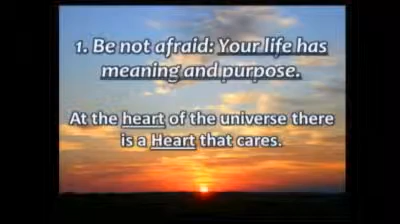 1. Be not afraid: Your life has
meaning and purpose.
At the heart of the universe there
is a Heart that cares.